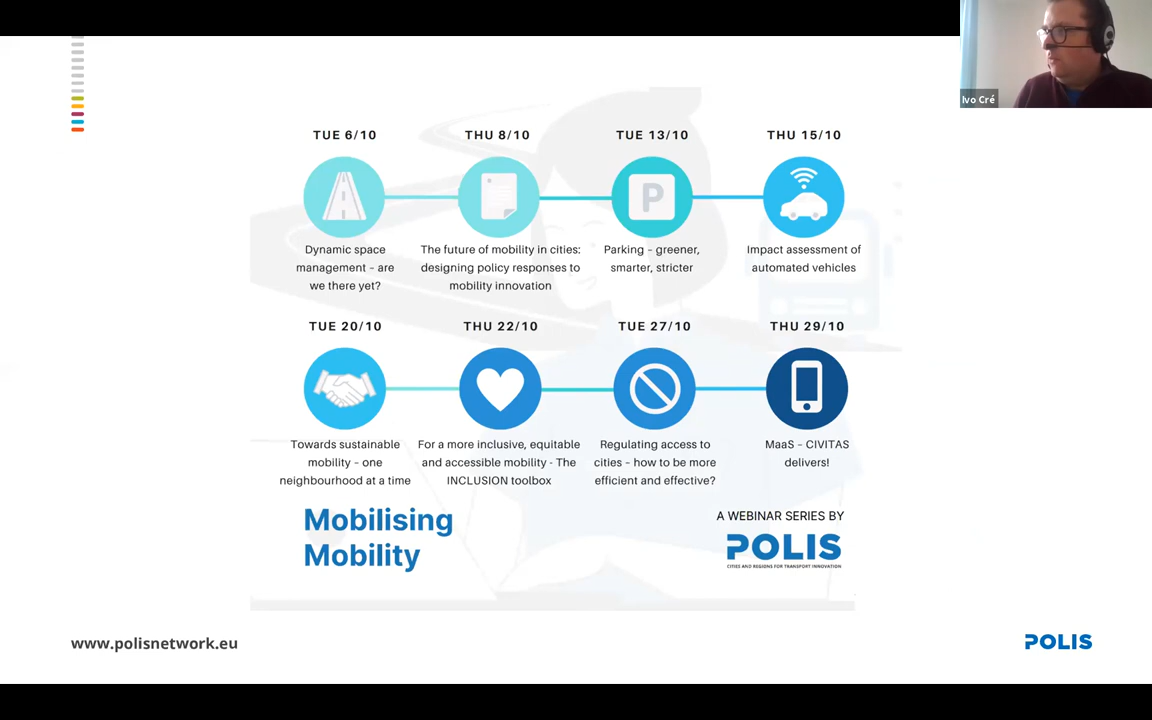 Ivo Cré
TUE 6/10
THU 8/10
TUE 13/10
THU 15/10
P
Dynamic space
management – are
we there yet?
The future of mobility in cities:
designing policy responses to
mobility innovation
Parking – greener,
smarter, stricter
Impact assessment of
automated vehicles
TUE 20/10
THU 22/10
TUE 27/10
THU 29/10
Towards sustainable
mobility – one
neighbourhood at a time
For a more inclusive, equitable
and accessible mobility - The
INCLUSION toolbox
Regulating access to
cities – how to be more
efficient and effective?
MaaS – CIVITAS
delivers!
Mobilising
Mobility
A WEBINAR SERIES BY
POLIS
CITIES AND REGIONS FOR TRANSPORT INNOVATION
www.polisnetwork.eu
POLIS